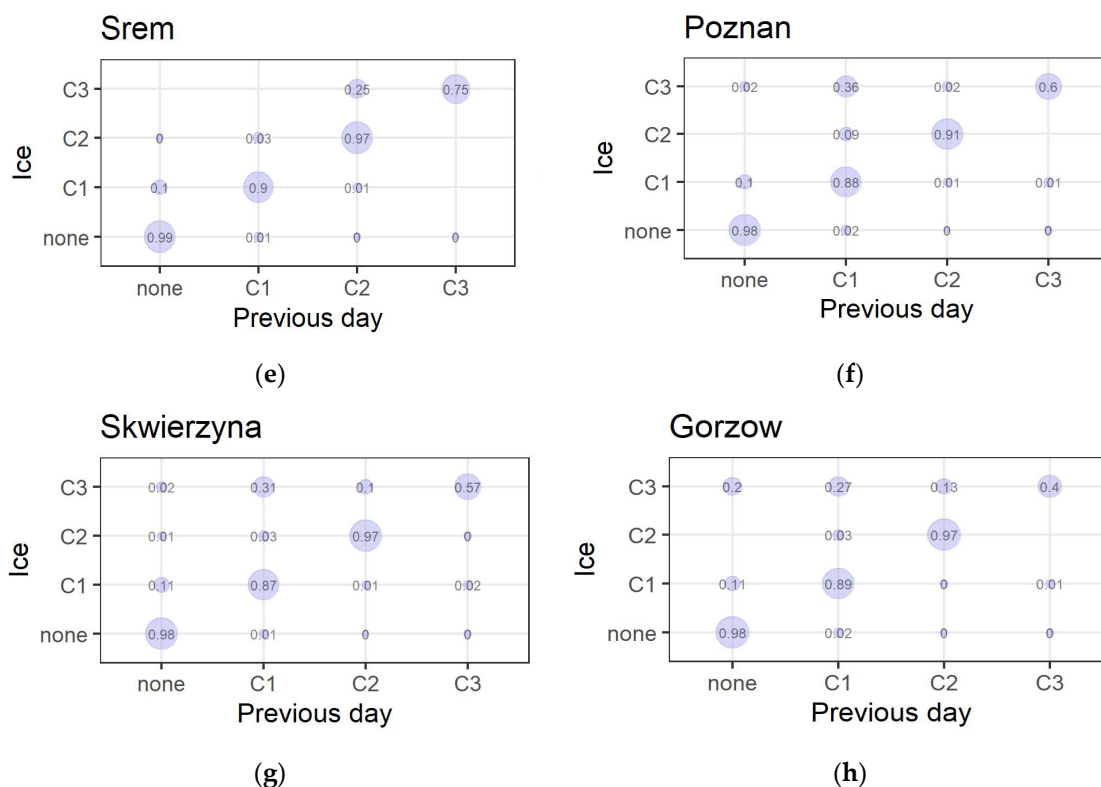 Srem
C3 0.25 0.75
C2 0 0.03 0.97
C1 0.1 0.9 0.01
none 0.99 0.01 0 0
Ice
none C1 C2 C3
Previous day
(e)
Poznan
C3 0.02 0.36 0.02 0.6
C2 0.09 0.91
C1 0.1 0.88 0.01 0.01
none 0.98 0.02 0 0
Ice
none C1 C2 C3
Previous day
(f)
Skwierzyna
C3 0.02 0.31 0.1 0.57
C2 0.01 0.03 0.97 0
C1 0.11 0.87 0.01 0.02
none 0.98 0.01 0 0
Ice
none C1 C2 C3
Previous day
(g)
Gorzow
C3 0.2 0.27 0.13 0.4
C2 0.03 0.97
C1 0.11 0.89 0 0.01
none 0.98 0.02 0 0
Ice
none C1 C2 C3
Previous day
(h)